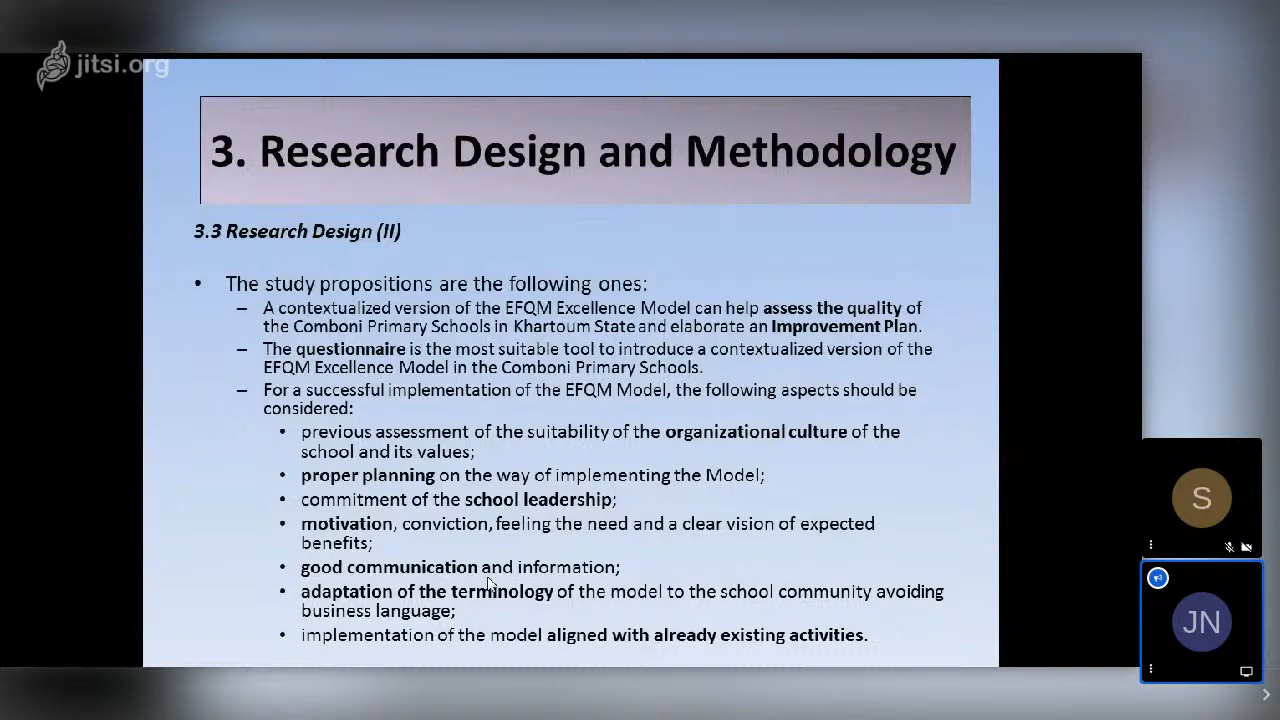 jitsi.org
3. Research Design and Methodology
3.3 Research Design (II)
• The study propositions are the following ones:
– A contextualized version of the EFQM Excellence Model can help assess the quality of
the Comboni Primary Schools in Khartoum State and elaborate an Improvement Plan.
– The questionnaire is the most suitable tool to introduce a contextualized version of the
EFQM Excellence Model in the Comboni Primary Schools.
– For a successful implementation of the EFQM Model, the following aspects should be
considered:
• previous assessment of the suitability of the organizational culture of the
school and its values;
• proper planning on the way of implementing the Model;
• commitment of the school leadership;
• motivation, conviction, feeling the need and a clear vision of expected
benefits;
• good communication and information;
• adaptation of the terminology of the model to the school community avoiding
business language;
• implementation of the model aligned with already existing activities.
S
JN